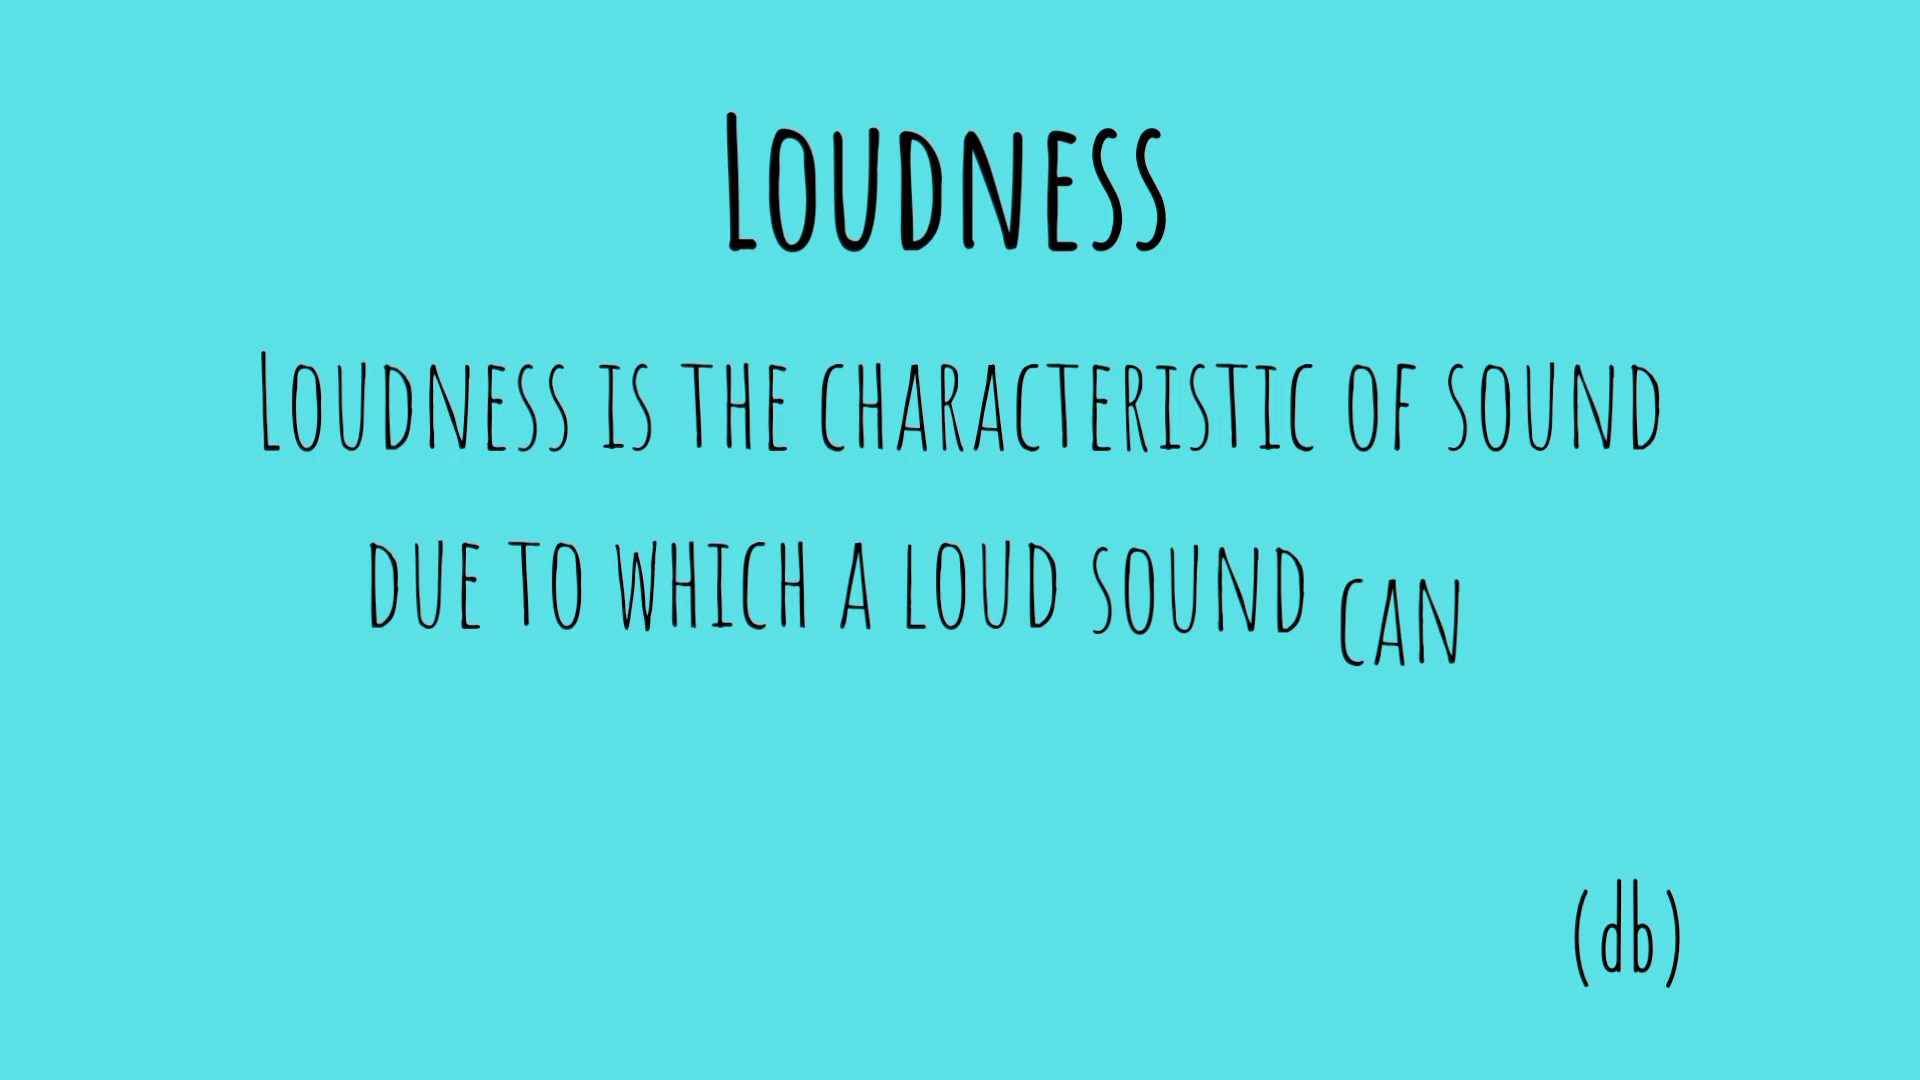 Loudness
Loudness is the characteristic of sound
due to which a loud sound can
(db)